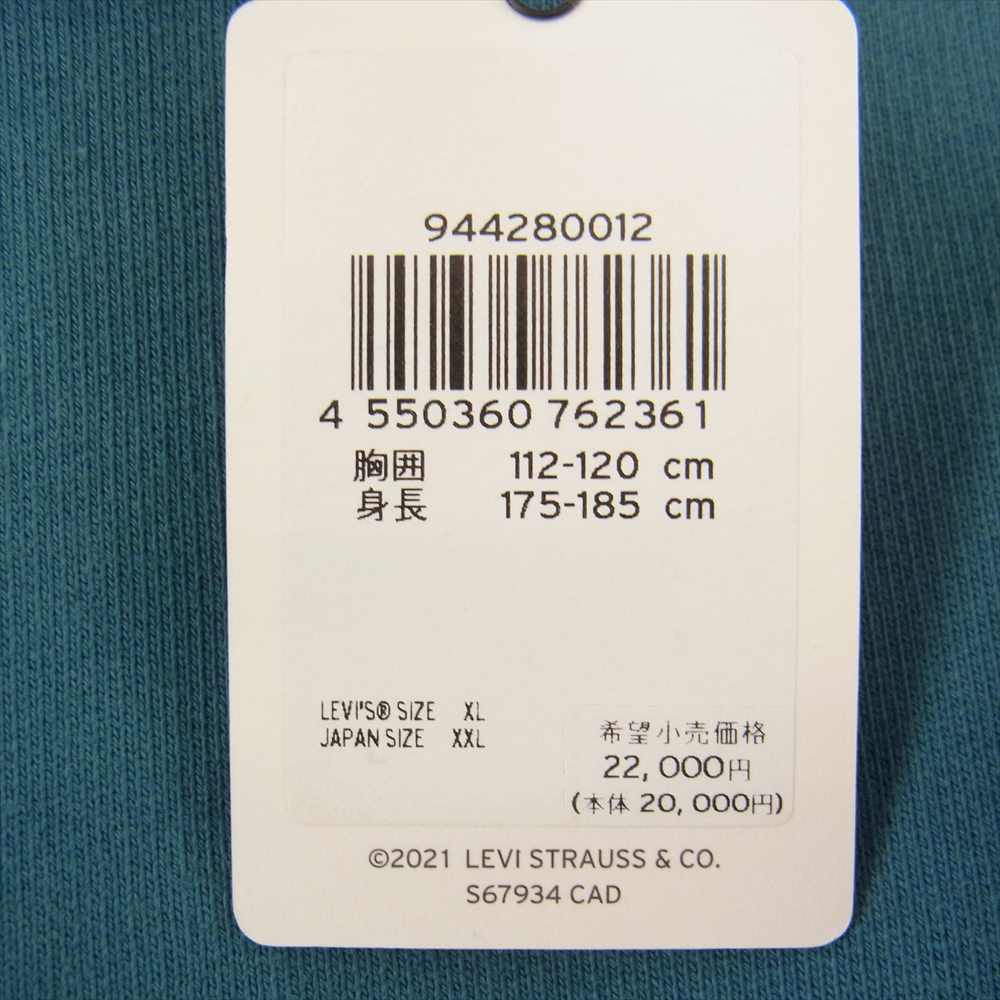 944280012
4 550360 762361
胸囲 112-120 cm
身長 175-185 cm
LEVI'S® SIZE XL
JAPAN SIZE XXL
希望小売価格
22,000円
(本体 20,000円)
©2021 LEVI STRAUSS & CO.
S67934 CAD